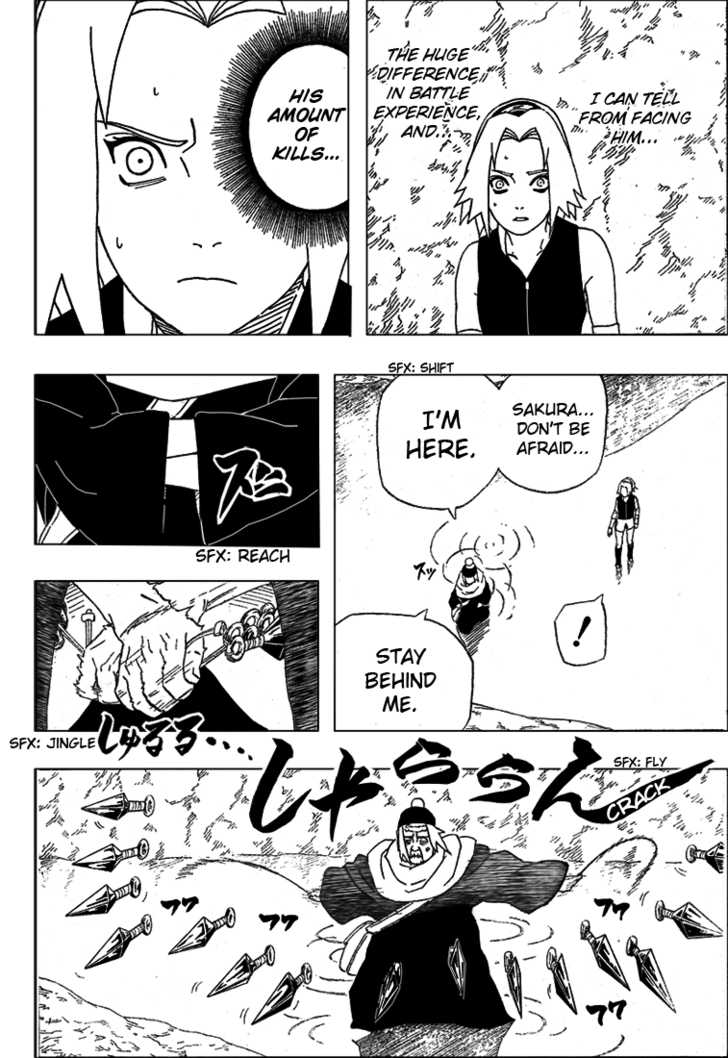 I CAN TELL
FROM FACING
HIM...
THE HUGE
DIFFERENCE
IN BATTLE
EXPERIENCE,
AND...
HIS
AMOUNT
OF
KILLS...
SFX: SHIFT
SAKURA...
DON'T BE
AFRAID...
I'M
HERE.
スッ
!
STAY
BEHIND
ME.
ズニ
SFX: REACH
SFX: JINGLE
しゅるる...
しゃららん
SFX: FLY
CRACK
フワ
フワ
フワ
フワ